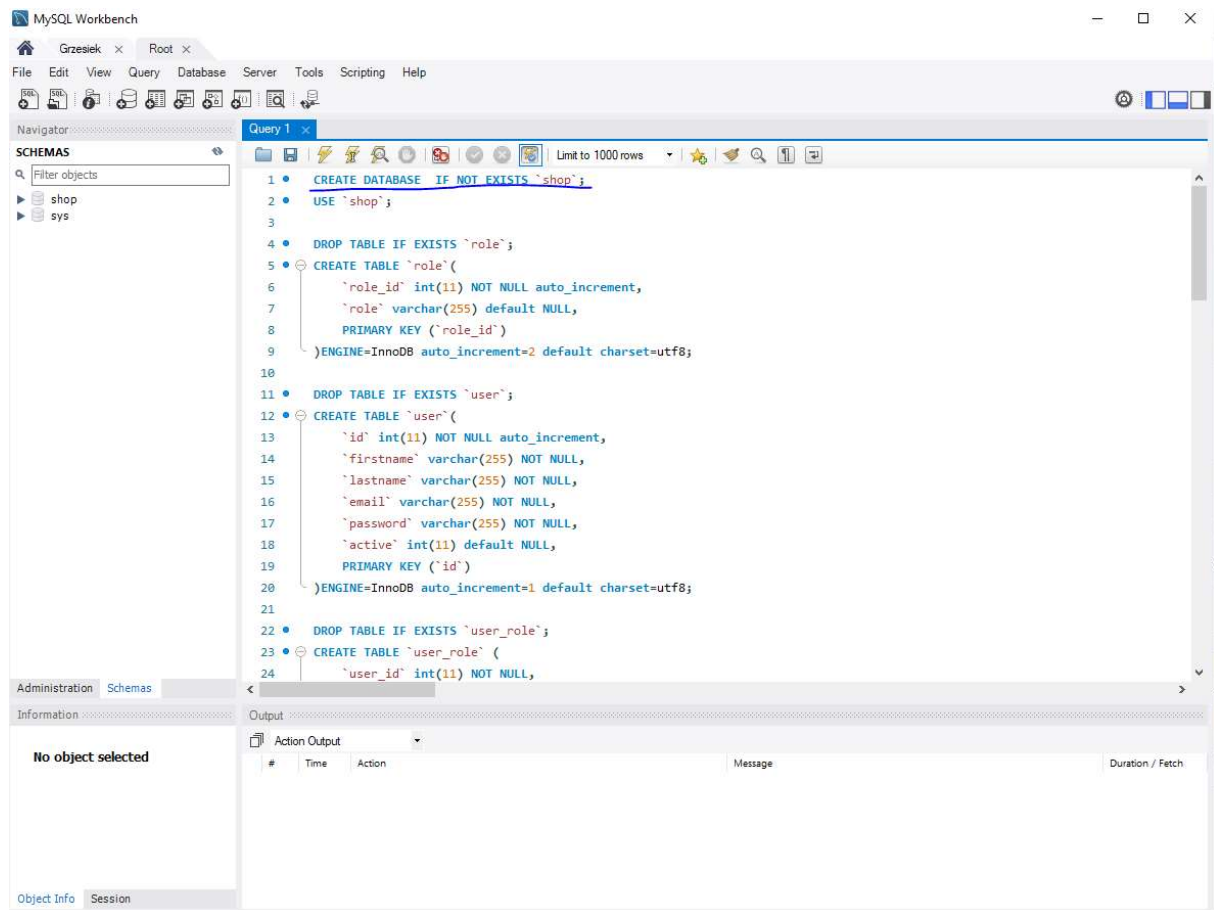 MySQL Workbench
Grzesiek × Root ×
File Edit View Query Database Server Tools Scripting Help
Navigator
SCHEMAS
Filter objects
shop
sys
Administration Schemas
Information
No object selected
Object Info Session
Query 1 ×
Limit to 1000 rows
1 CREATE DATABASE  IF NOT EXISTS `shop`;
2 USE `shop`;
3
4 DROP TABLE IF EXISTS `role`;
5 CREATE TABLE `role`(
6 `role_id` int(11) NOT NULL auto_increment,
7 `role` varchar(255) default NULL,
8 PRIMARY KEY (`role_id`)
9 )ENGINE=InnoDB auto_increment=2 default charset=utf8;
10
11 DROP TABLE IF EXISTS `user`;
12 CREATE TABLE `user`(
13 `id` int(11) NOT NULL auto_increment,
14 `firstname` varchar(255) NOT NULL,
15 `lastname` varchar(255) NOT NULL,
16 `email` varchar(255) NOT NULL,
17 `password` varchar(255) NOT NULL,
18 `active` int(11) default NULL,
19 PRIMARY KEY (`id`)
20 )ENGINE=InnoDB auto_increment=1 default charset=utf8;
21
22 DROP TABLE IF EXISTS `user_role`;
23 CREATE TABLE `user_role` (
24 `user_id` int(11) NOT NULL,
Output
Action Output
# Time Action Message Duration / Fetch